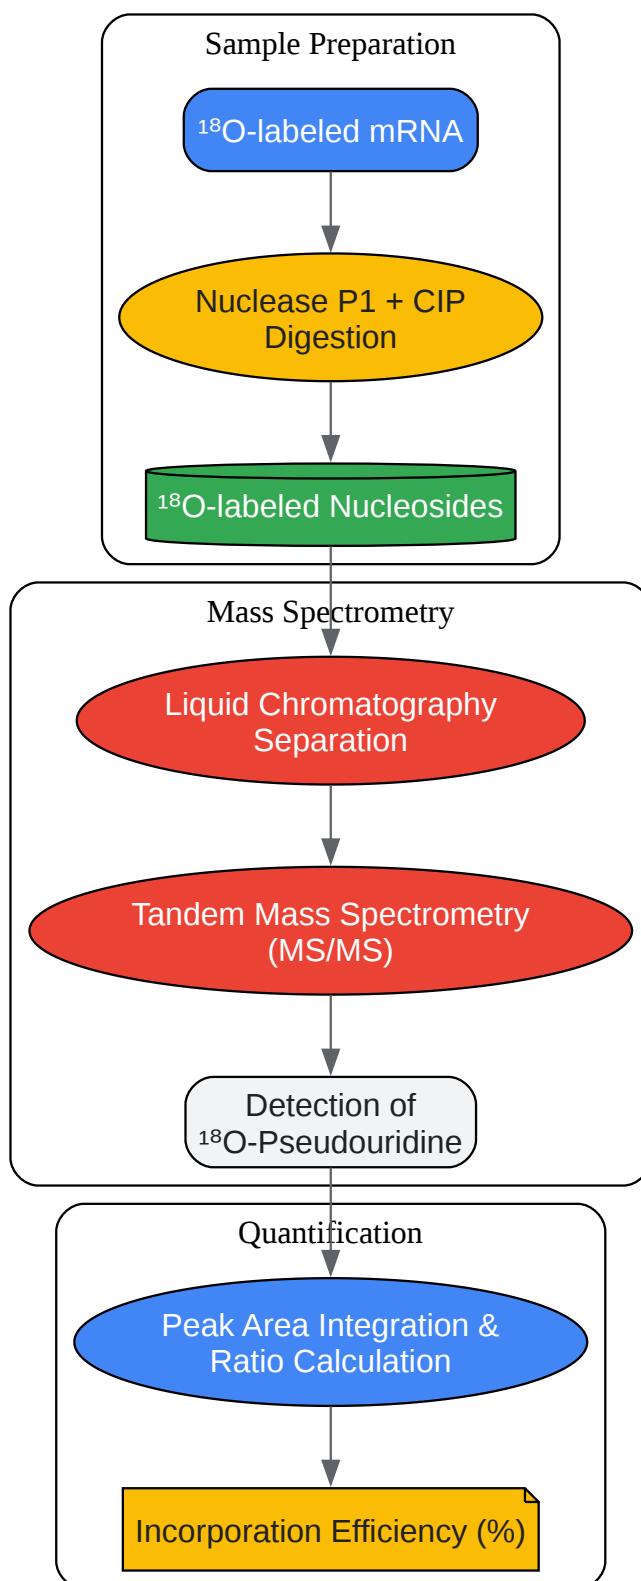 Sample Preparation
¹⁸O-labeled mRNA
Nuclease P1 + CIP
Digestion
¹⁸O-labeled Nucleosides
Mass Spectrometry
Liquid Chromatography
Separation
Tandem Mass Spectrometry
(MS/MS)
Detection of
¹⁸O-Pseudouridine
Quantification
Peak Area Integration &
Ratio Calculation
Incorporation Efficiency (%)